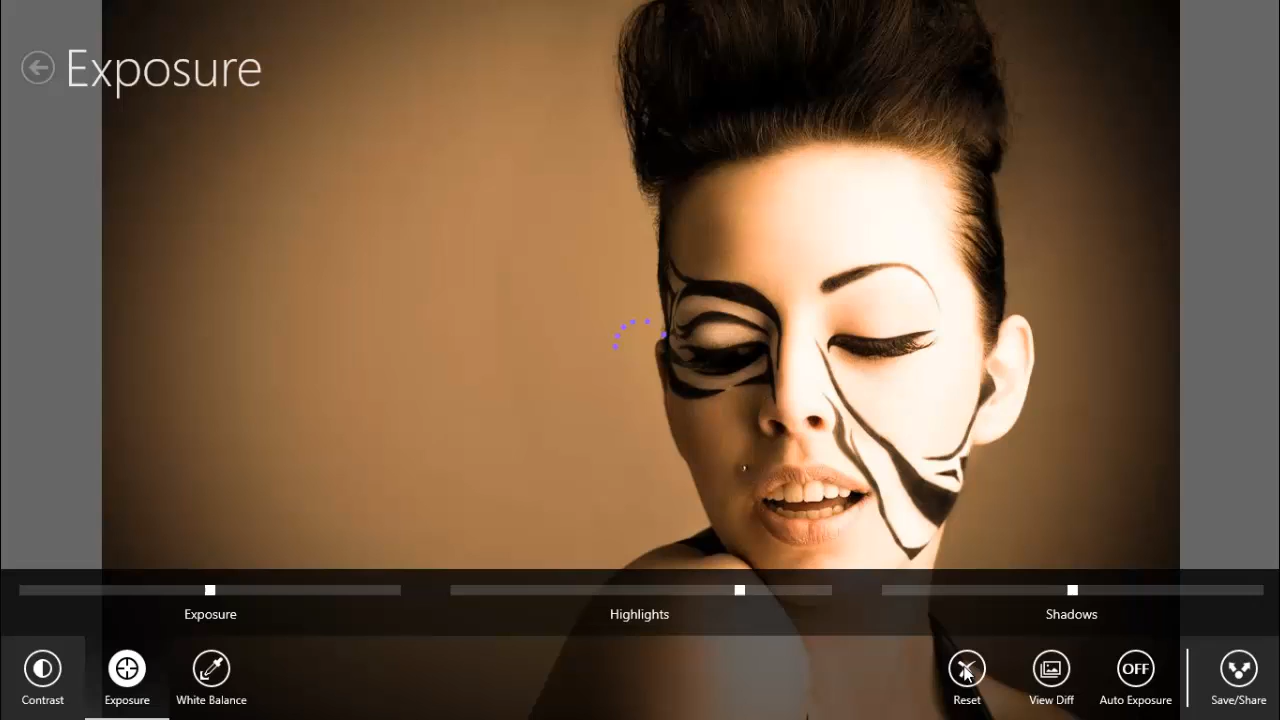 Exposure
Exposure
Highlights
Shadows
Contrast
Exposure
White Balance
Reset
View Diff
OFF
Auto Exposure
Save/Share